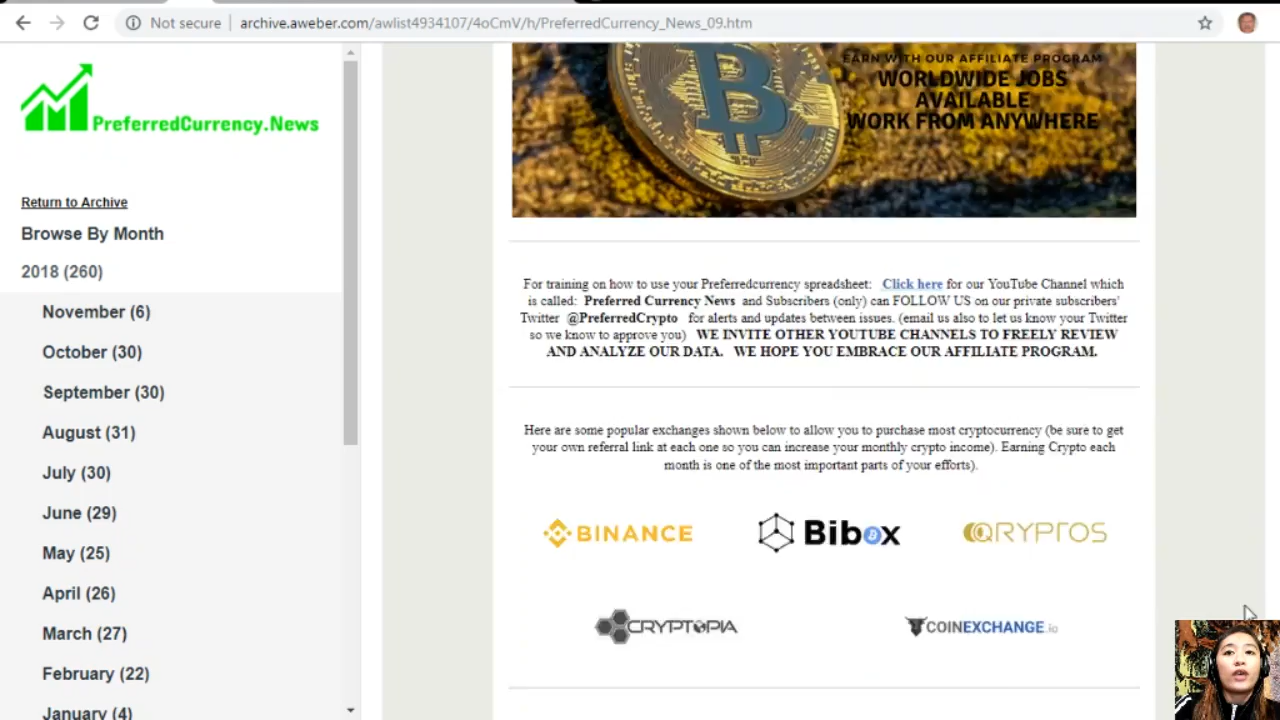 Not secure
archive.aweber.com/awlist4934107/4oCmV/h/PreferredCurrency_News_09.htm
PreferredCurrency.News
Return to Archive
Browse By Month
2018 (260)
November (6)
October (30)
September (30)
August (31)
July (30)
June (29)
May (25)
April (26)
March (27)
February (22)
January (4)
EARN WITH OUR AFFILIATE PROGRAM
WORLDWIDE JOBS
AVAILABLE
WORK FROM ANYWHERE
For training on how to use your Preferredcurrency spreadsheet: Click here for our YouTube Channel which
is called: Preferred Currency News and Subscribers (only) can FOLLOW US on our private subscribers'
Twitter @PreferredCrypto for alerts and updates between issues. (email us also to let us know your Twitter
so we know to approve you) WE INVITE OTHER YOUTUBE CHANNELS TO FREELY REVIEW
AND ANALYZE OUR DATA. WE HOPE YOU EMBRACE OUR AFFILIATE PROGRAM.
Here are some popular exchanges shown below to allow you to purchase most cryptocurrency (be sure to get
your own referral link at each one so you can increase your monthly crypto income). Earning Crypto each
month is one of the most important parts of your efforts).
BINANCE
Bibox
QRYPTOS
CRYPTOPIA
COINEXCHANGE.io